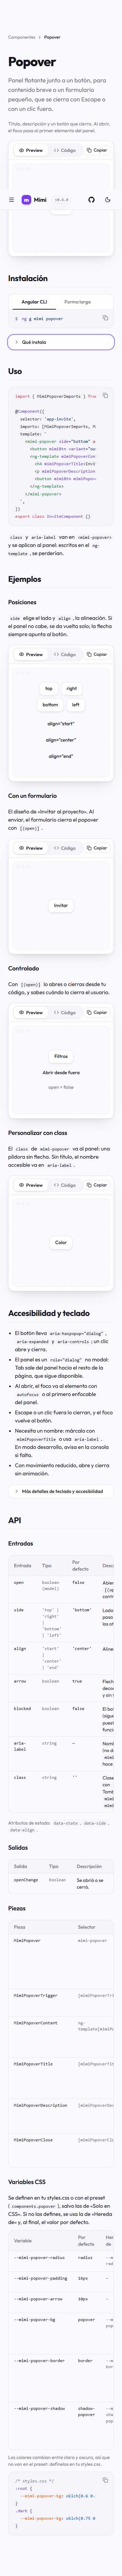 Componentes > Popover
Popover
Panel flotante junto a un botón, para
contenido breve o un formulario
pequeño, que se cierra con Escape o
con un clic fuera.
Título, descripción y un botón que cierra. Al abrir,
el foco pasa al primer elemento del panel.
Preview
Código
Copiar
Mimi
Instalación
Angular CLI
Forma larga
$ ng g mimi popover
Qué instala
Uso
import { MimiPopoverImports } from
@Component({
selector: 'app-invite',
imports: [MimiPopoverImports,
template: `
<mimi-popover side="bottom"
<button mimiBtn variant=
<ng-template mimiPopoverCon
<h4 mimiPopoverTitle>
<p mimiPopoverDescription
<button mimiBtn mimiPopov
</ng-template>
</mimi-popover>
`,
})
export class InviteComponent {}
class y aria-label van en <mimi-popover>
y se aplican al panel; escritos en el <ng-
template>, se perderían.
Ejemplos
Posiciones
side elige el lado y align, la alineación. Si
el panel no cabe, se da vuelta solo; la flecha
siempre apunta al botón.
Preview
Código
Copiar
top
right
bottom
left
align="start"
align="center"
align="end"
Con un formulario
El diseño de «Invitar al proyecto». Al
enviar, el formulario cierra el popover
con [(open)].
Preview
Código
Copiar
Invitar
Controlado
Con [(open)] lo abres o cierras desde tu
código, y sabes cuándo lo cierra el usuario.
Preview
Código
Copiar
Filtros
Abrir desde fuera
open = false
Personalizar con class
El class de mimi-popover va al panel: una
píldora sin flecha. Sin título, el nombre
accesible va en aria-label.
Preview
Código
Copiar
Color
Accesibilidad y teclado
• El botón lleva aria-haspopup="dialog",
aria-expanded y aria-controls; un clic
abre y cierra.
• El panel es un role="dialog" no modal:
Tab sale del panel hacia el resto de la
página, que sigue disponible.
• Al abrir, el foco va al elemento con
autofocus o al primero enfocable
del panel.
• Escape o un clic fuera lo cierran, y el foco
vuelve al botón.
• Necesita un nombre: márcalo con
mimiPopoverTitle o usa aria-label.
En modo desarrollo, avisa en la consola
si falta.
• Con movimiento reducido, abre y cierra
sin animación.
Más detalles de teclado y accesibilidad
API
Entradas
Entrada
Tipo
Por
defecto
open
boolean
(model)
false
side
'top' |
'right'
|
'bottom'
| 'left'
'bottom'
align
'start'
|
'center'
| 'end'
'center'
arrow
boolean
true
blocked
boolean
false
aria-
label
string
—
class
string
''
Atributos de estado: data-state, data-side,
data-align.
Salidas
Salida
Tipo
Descripción
openChange
boolean
Se abrió o se
cerró.
Piezas
Pieza
Selector
MimiPopover
mimi-popover
MimiPopoverTrigger
MimiPopoverContent
ng-
MimiPopoverTitle
MimiPopoverDescription
MimiPopoverClose
Variables CSS
Se definen en tu styles.css o con el preset
(components.popover), salvo las de «Solo en
CSS». Si no las defines, se usa la de «Hereda
de» y, al final, el valor por defecto.
Variable
Por
defecto
--mimi-popover-radius
radius
--mimi-popover-padding
16px
—
--mimi-popover-arrow
10px
—
--mimi-popover-bg
popover
--mimi-popover-border
border
--mimi-popover-shadow
shadow-
popover
Los colores cambian entre claro y oscuro, así que
no van en el preset: defínelos en tu styles.css.
/* styles.css */
:root {
--mimi-popover-bg: oklch(0.6 0.
}
.dark {
--mimi-popover-bg: oklch(0.75 0
}